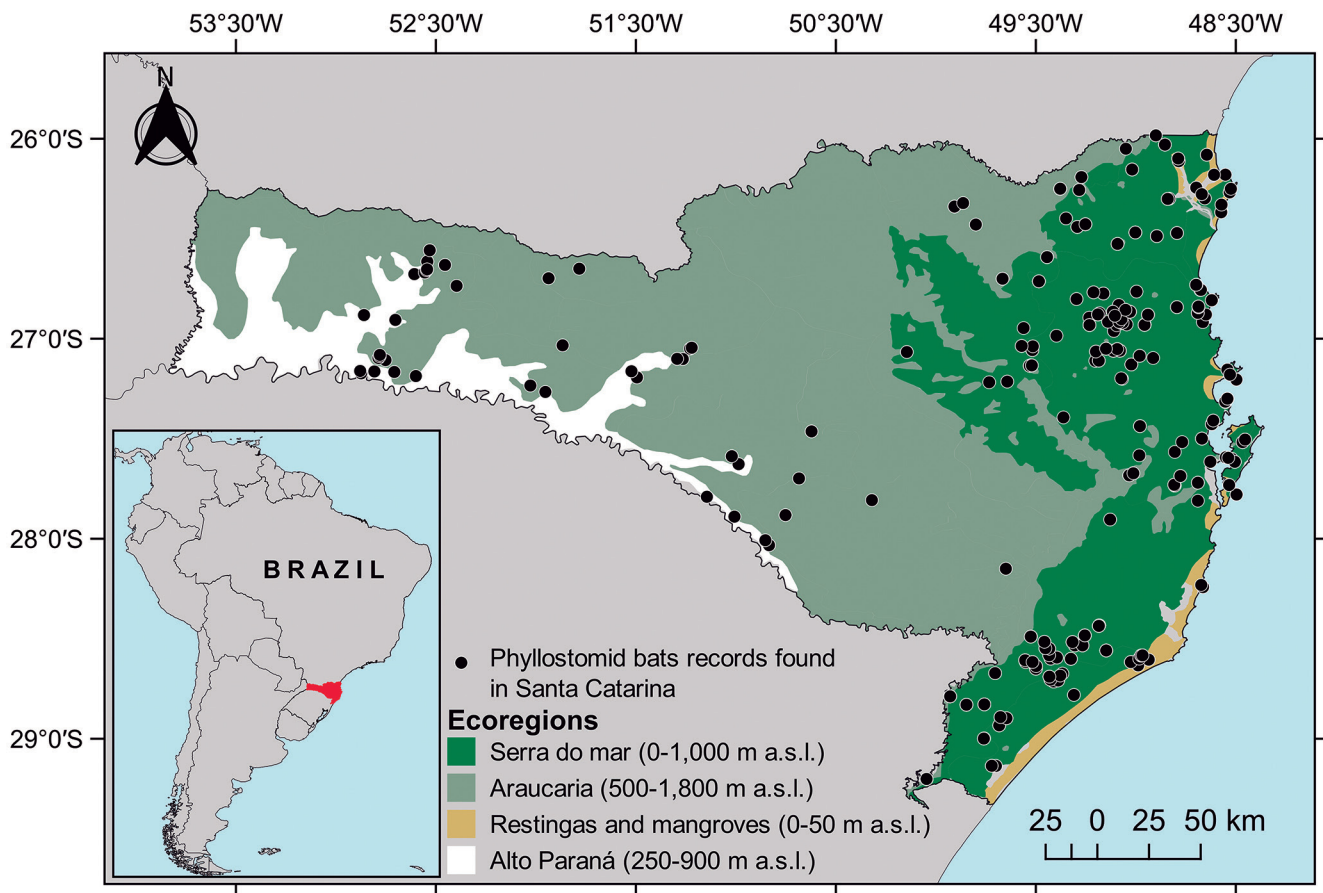 53°30'W 52°30'W 51°30'W 50°30'W 49°30'W 48°30'W
N
26°0'S
27°0'S
28°0'S
29°0'S
BRAZIL
Phyllostomid bats records found
in Santa Catarina
Ecoregions
Serra do mar (0-1,000 m a.s.l.)
Araucaria (500-1,800 m a.s.l.)
Restingas and mangroves (0-50 m a.s.l.)
Alto Paraná (250-900 m a.s.l.)
25 0 25 50 km